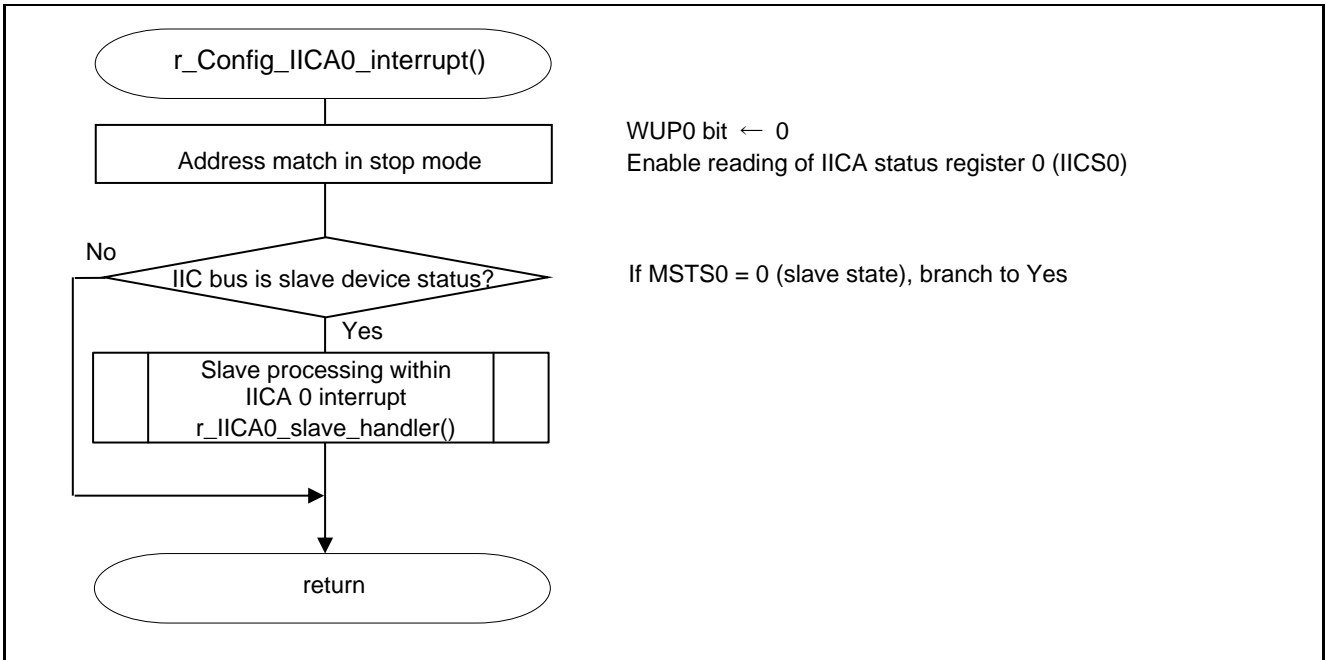 r_Config_IICA0_interrupt()
Address match in stop mode
WUP0 bit ← 0
Enable reading of IICA status register 0 (IICS0)
No
IIC bus is slave device status?
If MSTS0 = 0 (slave state), branch to Yes
Yes
Slave processing within
IICA 0 interrupt
r_IICA0_slave_handler()
return